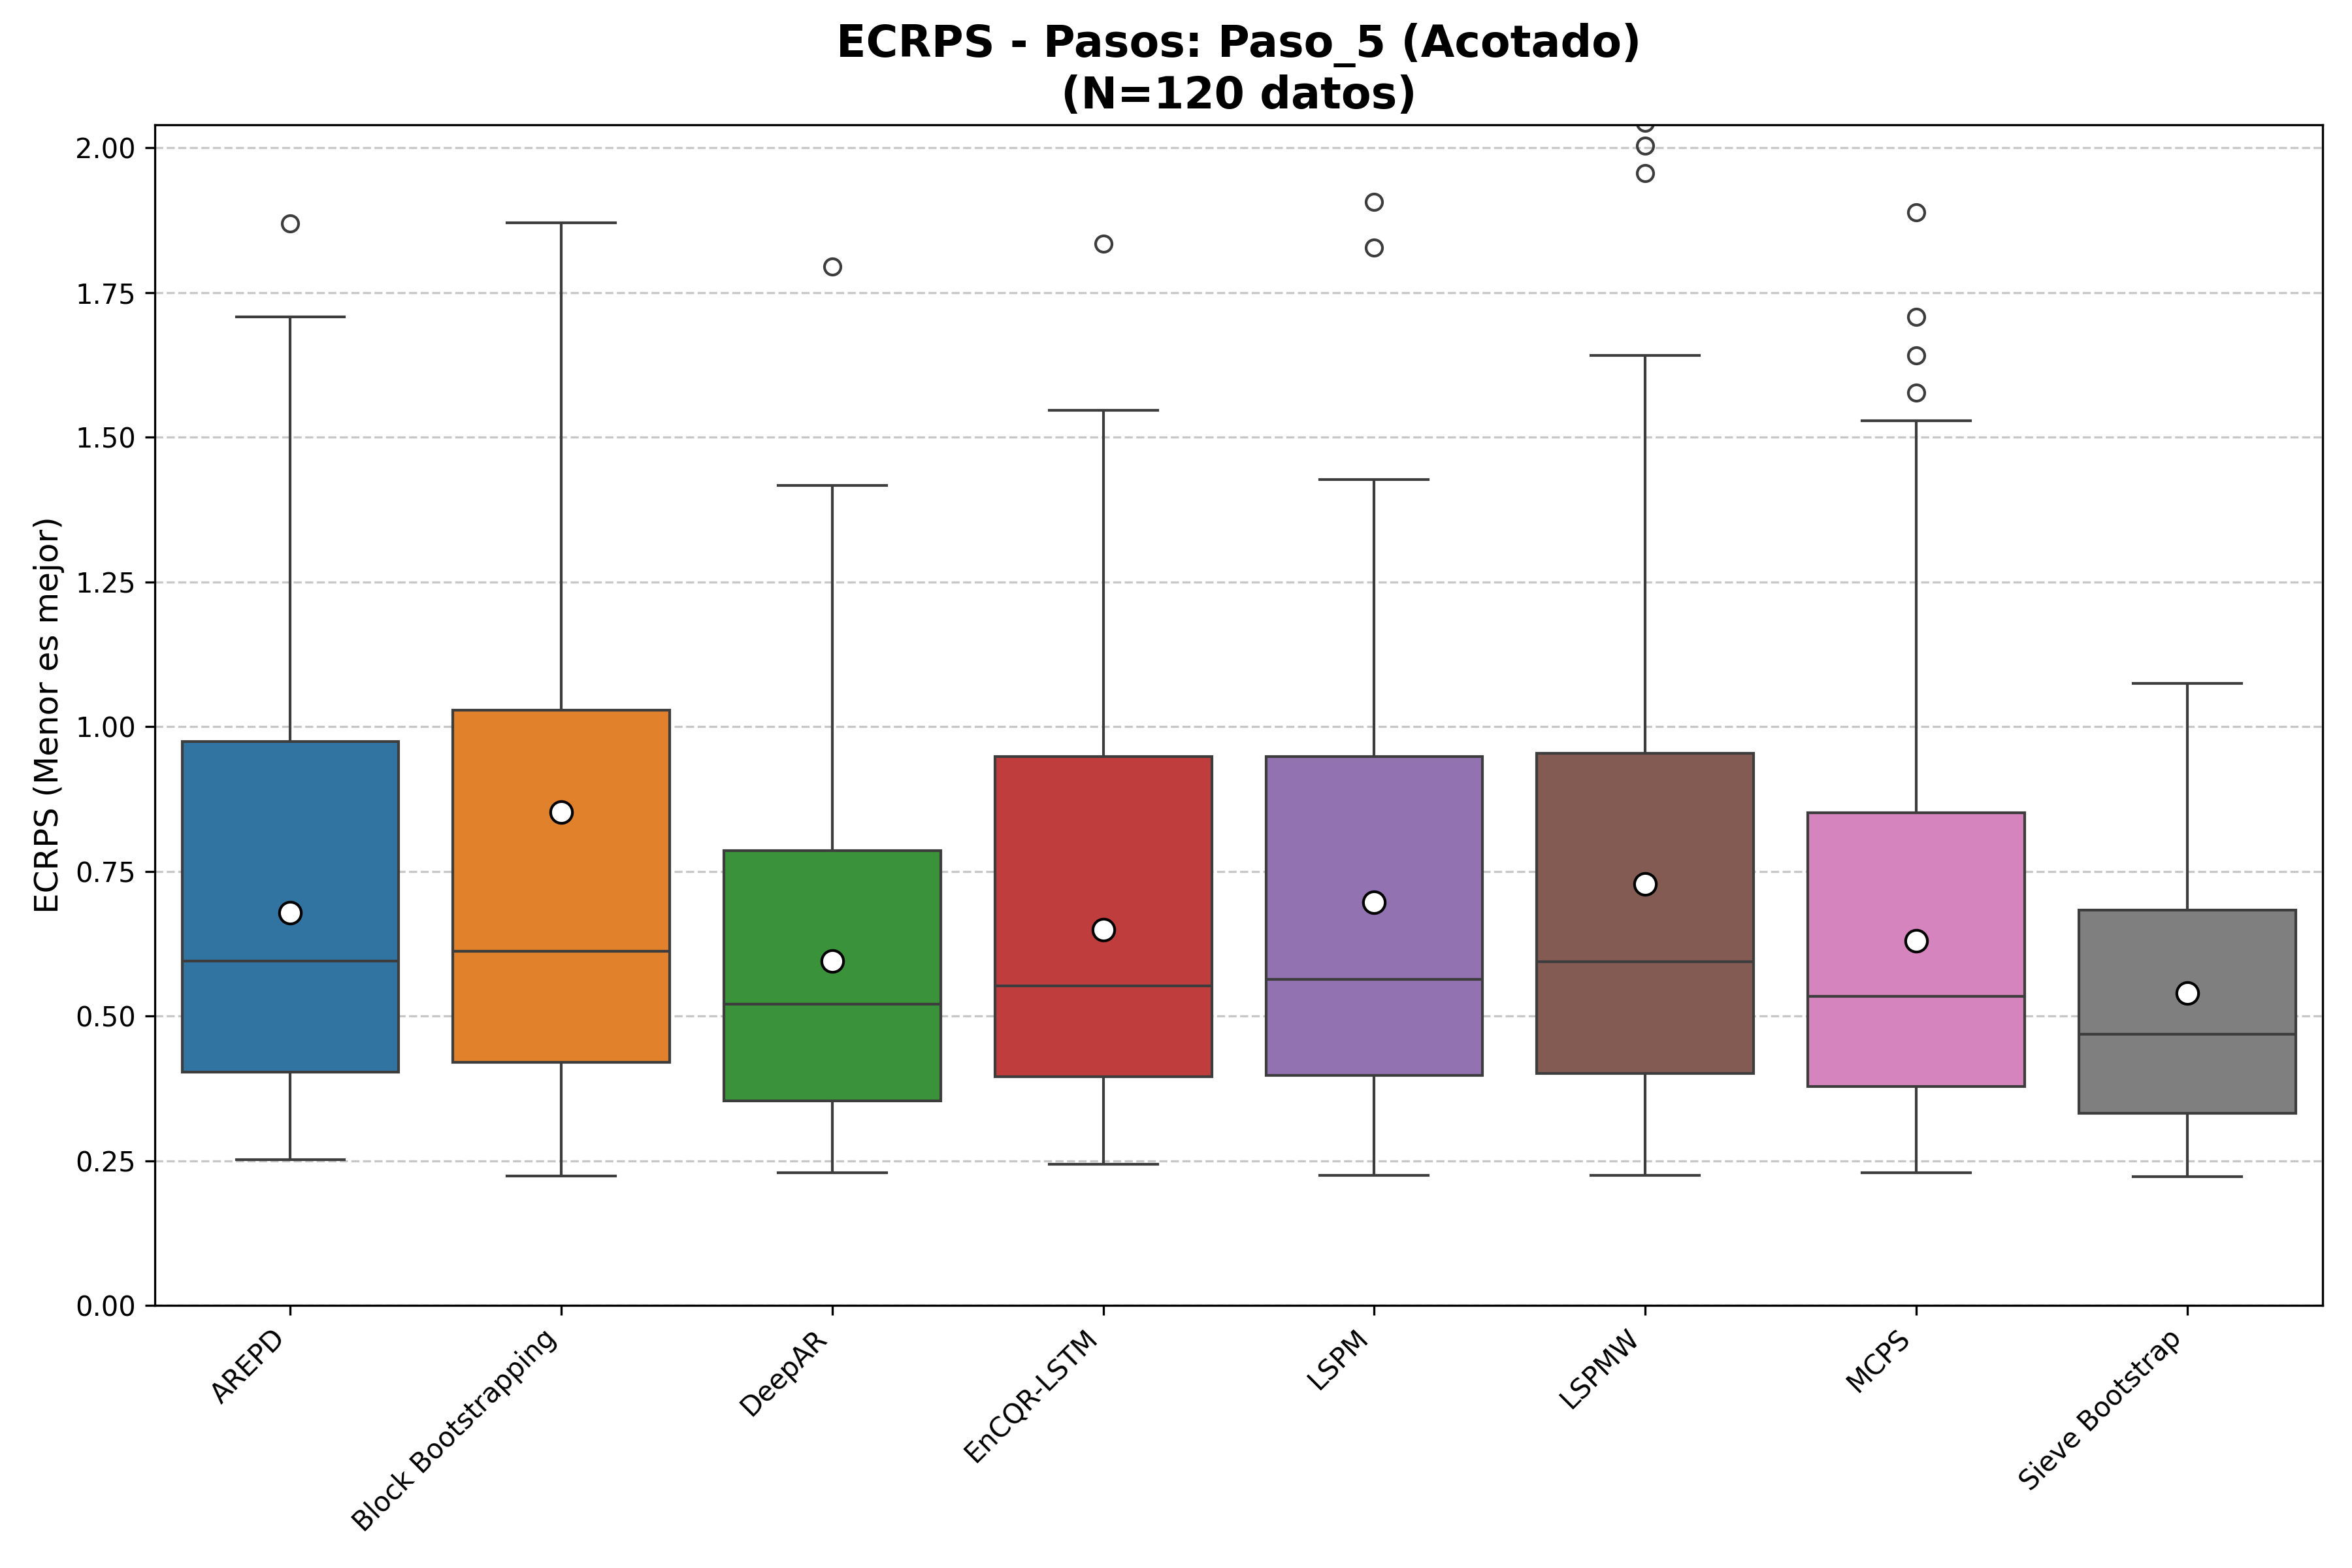 ECRPS - Pasos: Paso_5 (Acotado)
(N=120 datos)
ECRPS (Menor es mejor)
2.00
1.75
1.50
1.25
1.00
0.75
0.50
0.25
0.00
AREPD
Block Bootstrapping
DeepAR
EnCQR-LSTM
LSPM
LSPMW
MCPS
Sieve Bootstrap